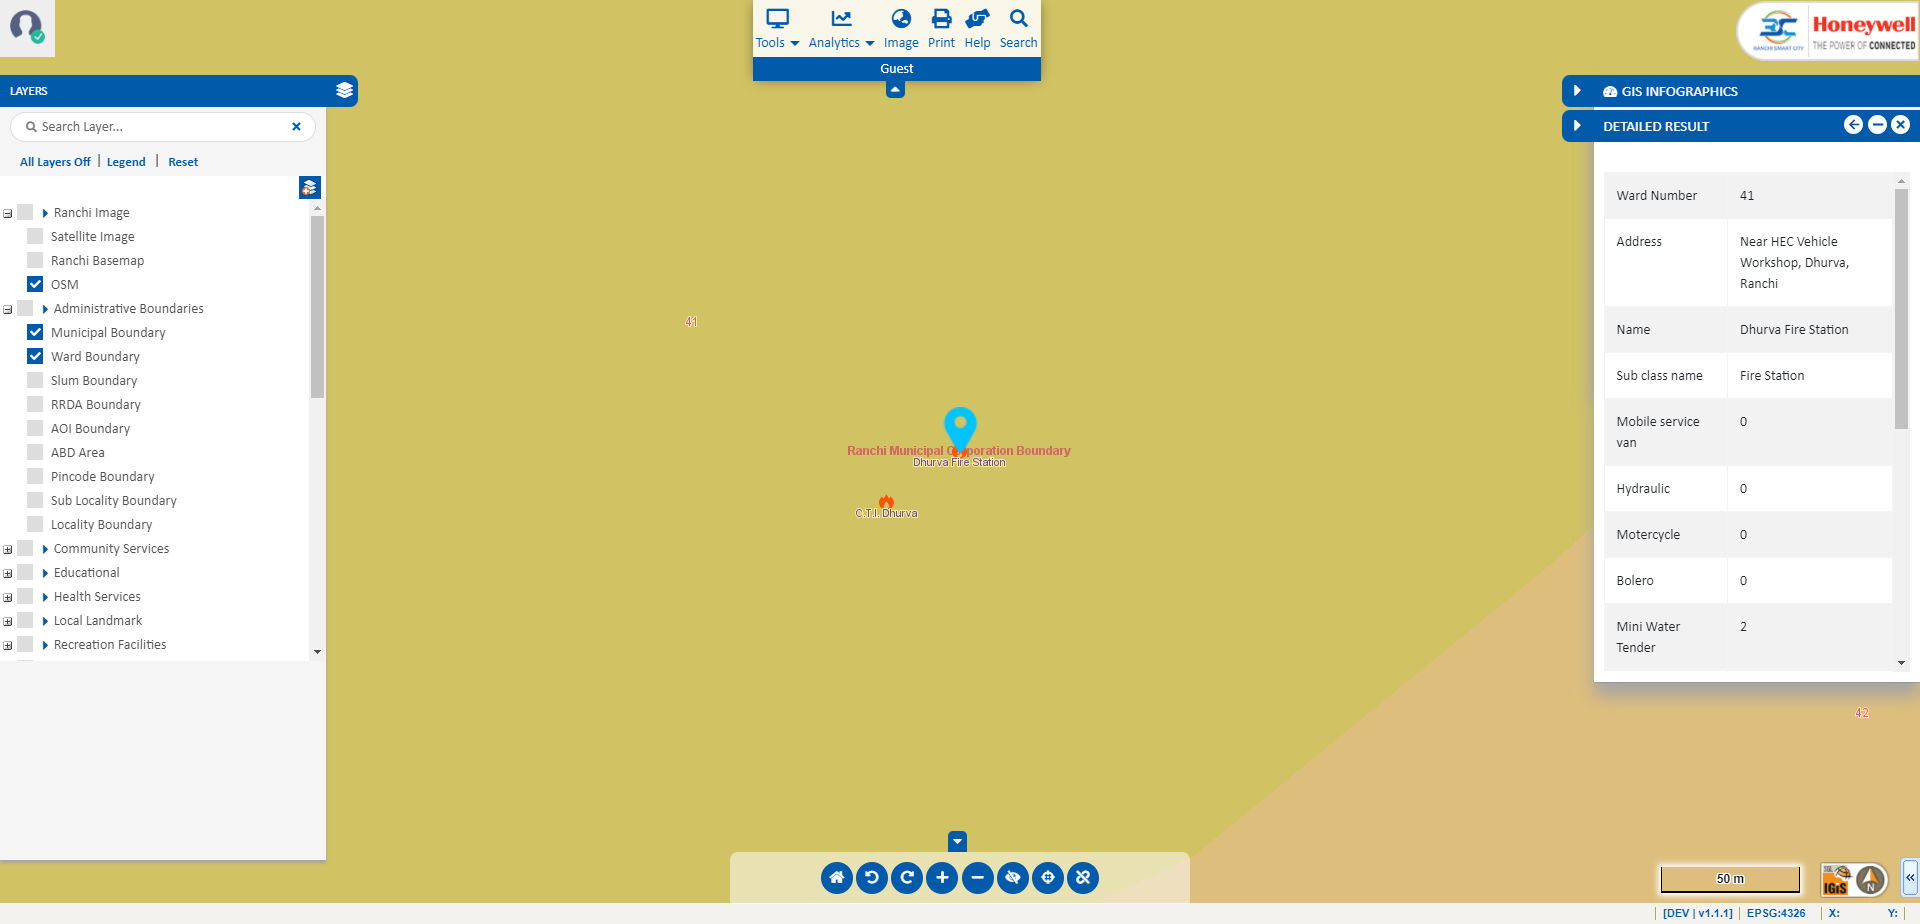 Tools
Analytics
Image
Print
Help
Search
Guest
RANCHI SMART CITY
Honeywell
THE POWER OF CONNECTED
LAYERS
Search Layer...
All Layers Off
Legend
Reset
Ranchi Image
Satellite Image
Ranchi Basemap
OSM
Administrative Boundaries
Municipal Boundary
Ward Boundary
Slum Boundary
RRDA Boundary
AOI Boundary
ABD Area
Pincode Boundary
Sub Locality Boundary
Locality Boundary
Community Services
Educational
Health Services
Local Landmark
Recreation Facilities
41
Ranchi Municipal Corporation Boundary
Dhurva Fire Station
C.T.I. Dhurva
42
GIS INFOGRAPHICS
DETAILED RESULT
Ward Number 41
Address Near HEC Vehicle
Workshop, Dhurva,
Ranchi
Name Dhurva Fire Station
Sub class name Fire Station
Mobile service 0
van
Hydraulic 0
Motercycle 0
Bolero 0
Mini Water 2
Tender
50 m
IGiS
N
[DEV | v1.1.1]
EPSG:4326
X:
Y: